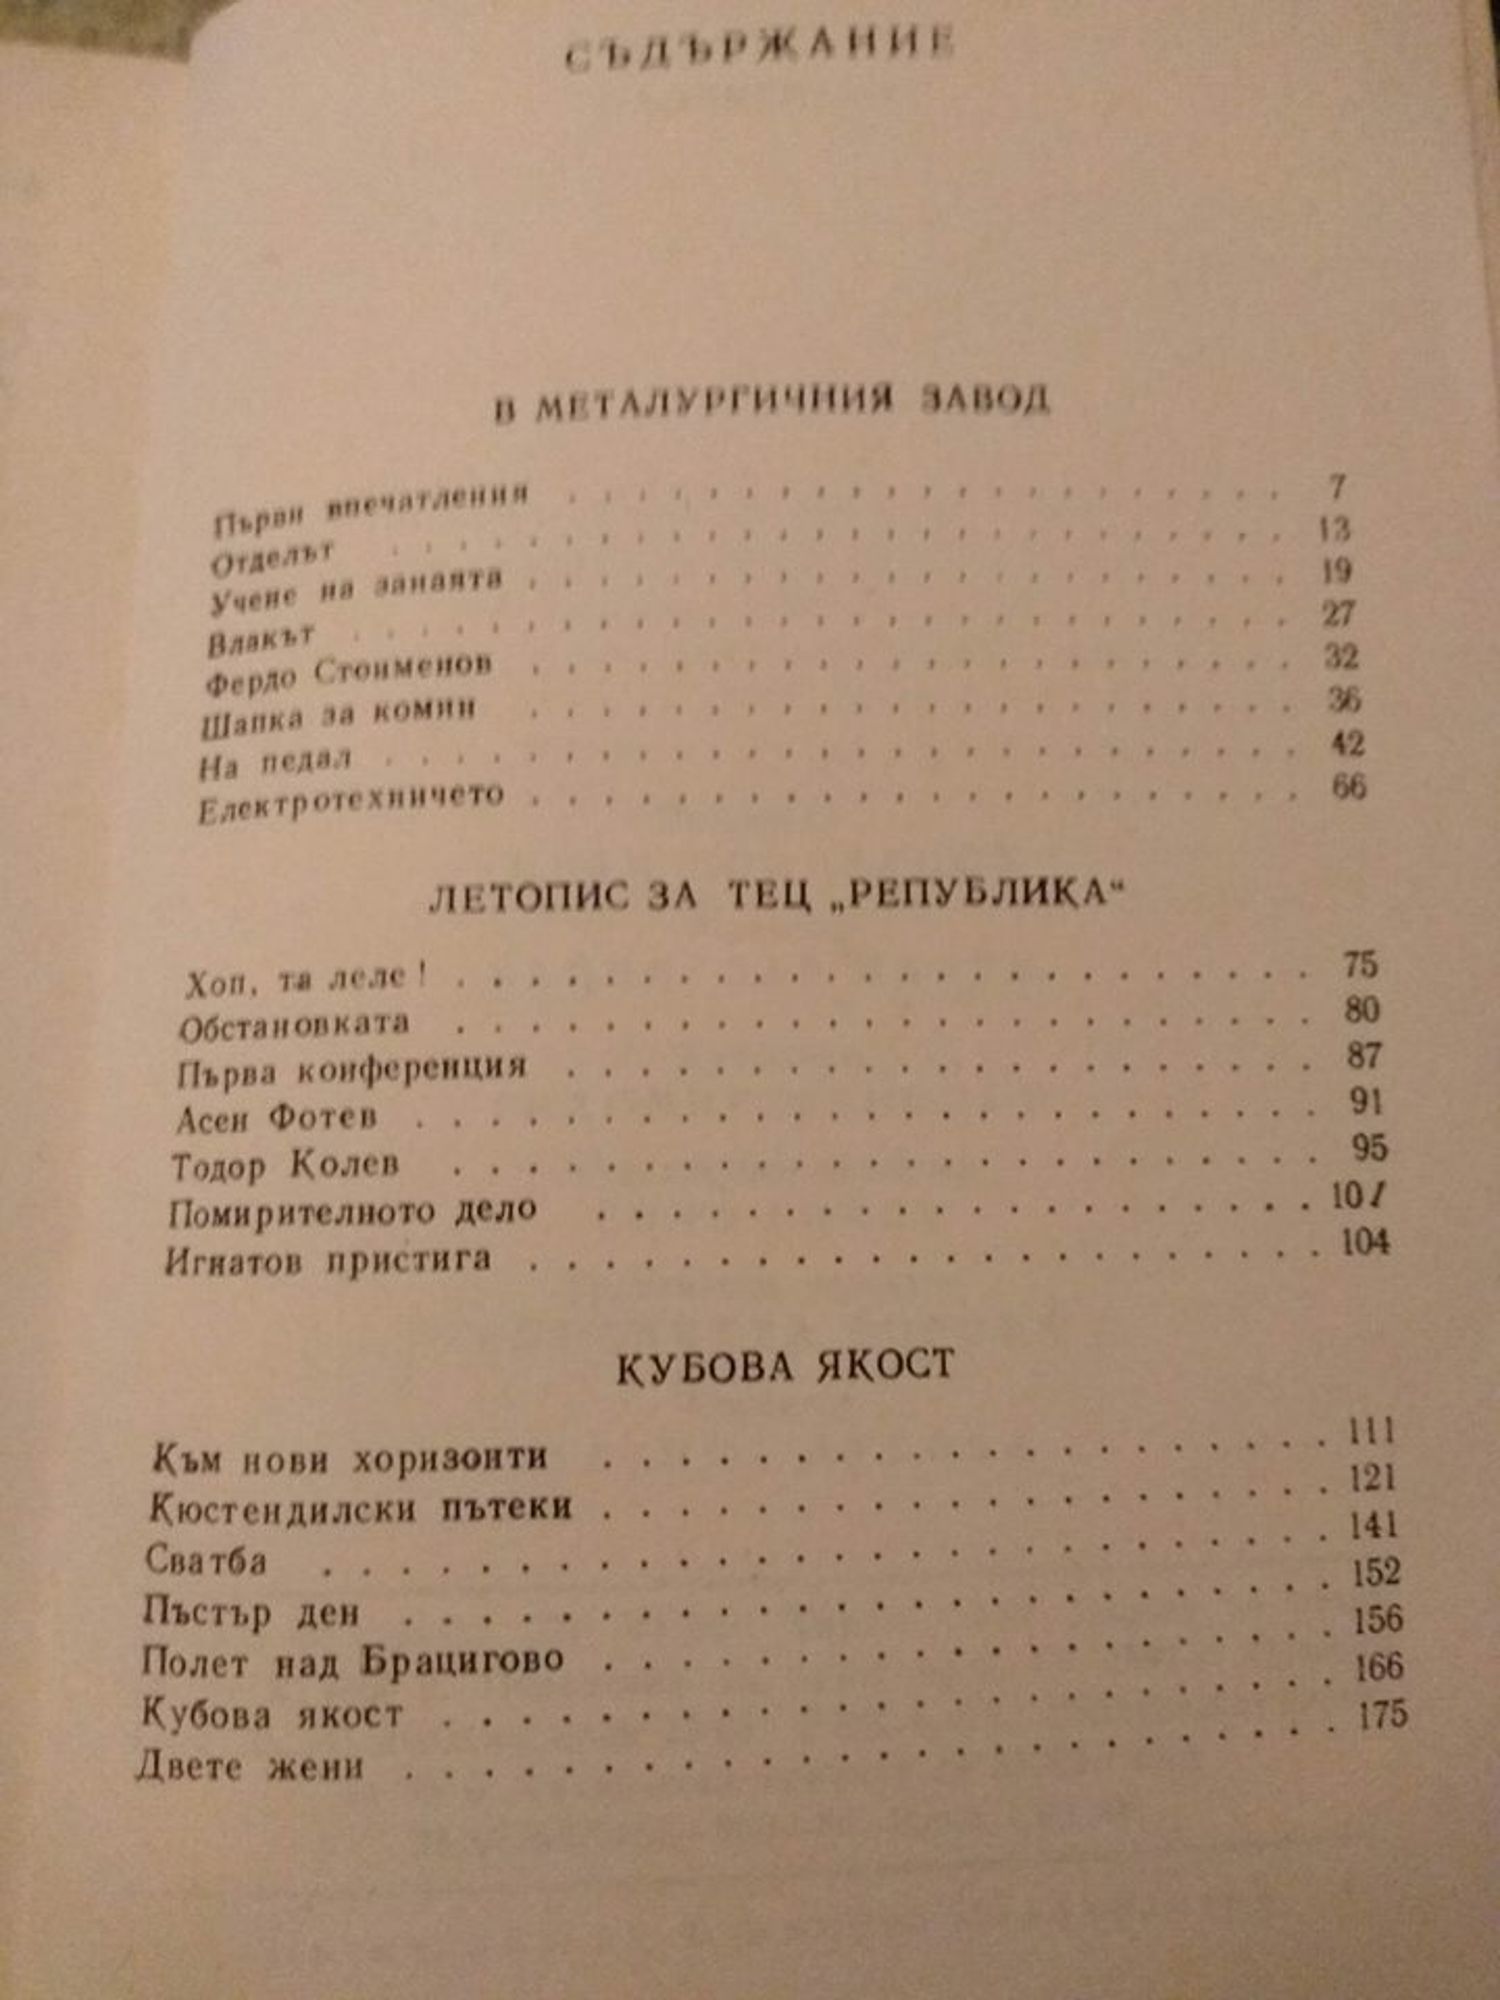 СЪДЪРЖАНИЕ
В МЕТАЛУРГИЧНИЯ ЗАВОД
Първи впечатления . . . . . . . . . . . . . . . . . . . . . 7
Отделът . . . . . . . . . . . . . . . . . . . . . . . . . . 13
Учене на занаята . . . . . . . . . . . . . . . . . . . . . . 19
Влакът . . . . . . . . . . . . . . . . . . . . . . . . . . . 27
Фердо Стоименов . . . . . . . . . . . . . . . . . . . . . . 32
Шапка за комин . . . . . . . . . . . . . . . . . . . . . . 36
На педал . . . . . . . . . . . . . . . . . . . . . . . . . . 42
Електротехничето . . . . . . . . . . . . . . . . . . . . . . 66
ЛЕТОПИС ЗА ТЕЦ „РЕПУБЛИКА“
Хоп, та леле! . . . . . . . . . . . . . . . . . . . . . . . 75
Обстановката . . . . . . . . . . . . . . . . . . . . . . . 80
Първа конференция . . . . . . . . . . . . . . . . . . . . 87
Асен Фотев . . . . . . . . . . . . . . . . . . . . . . . . 91
Тодор Колев . . . . . . . . . . . . . . . . . . . . . . . 95
Помирителното дело . . . . . . . . . . . . . . . . . . . 101
Игнатов пристига . . . . . . . . . . . . . . . . . . . . . 104
КУБОВА ЯКОСТ
Към нови хоризонти . . . . . . . . . . . . . . . . . . . 111
Кюстендилски пътеки . . . . . . . . . . . . . . . . . . . 121
Сватба . . . . . . . . . . . . . . . . . . . . . . . . . . 141
Пъстър ден . . . . . . . . . . . . . . . . . . . . . . . . 152
Полет над Брацигово . . . . . . . . . . . . . . . . . . . 156
Кубова якост . . . . . . . . . . . . . . . . . . . . . . . 166
Двете жени . . . . . . . . . . . . . . . . . . . . . . . . 175